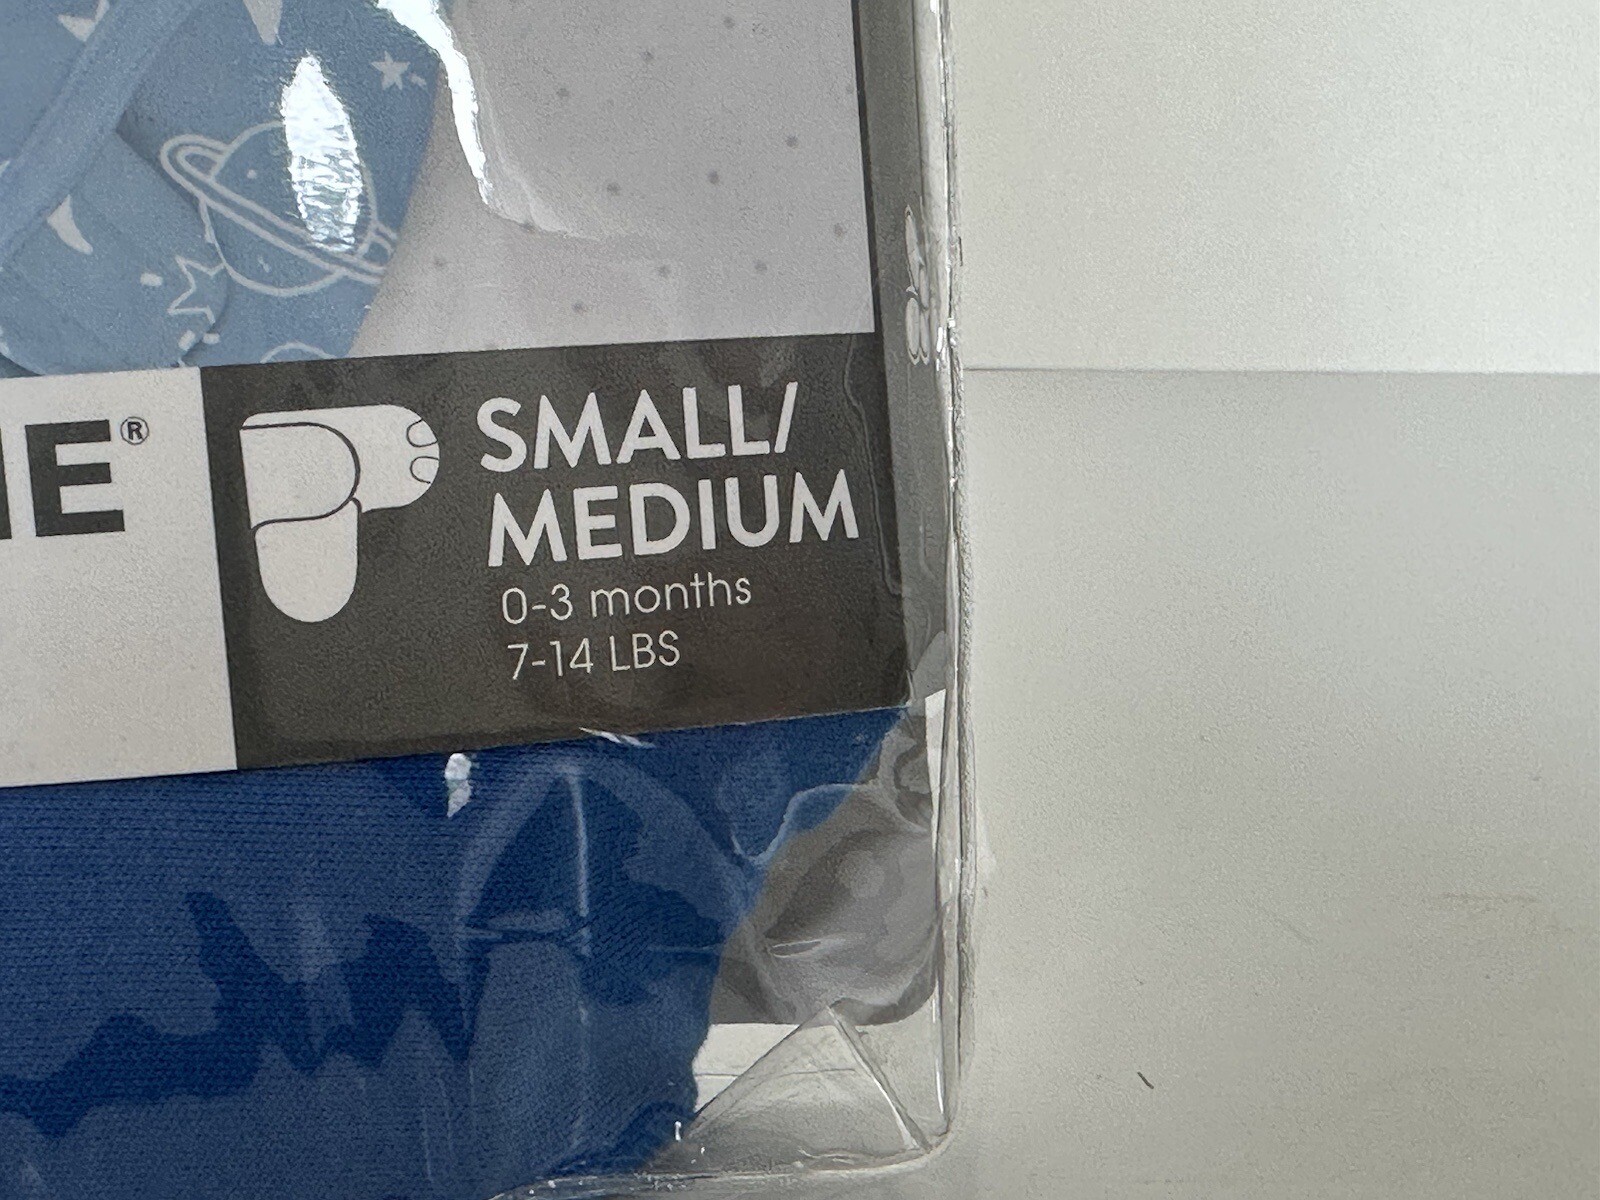 E®
SMALL/
MEDIUM
0-3 months
7-14 LBS